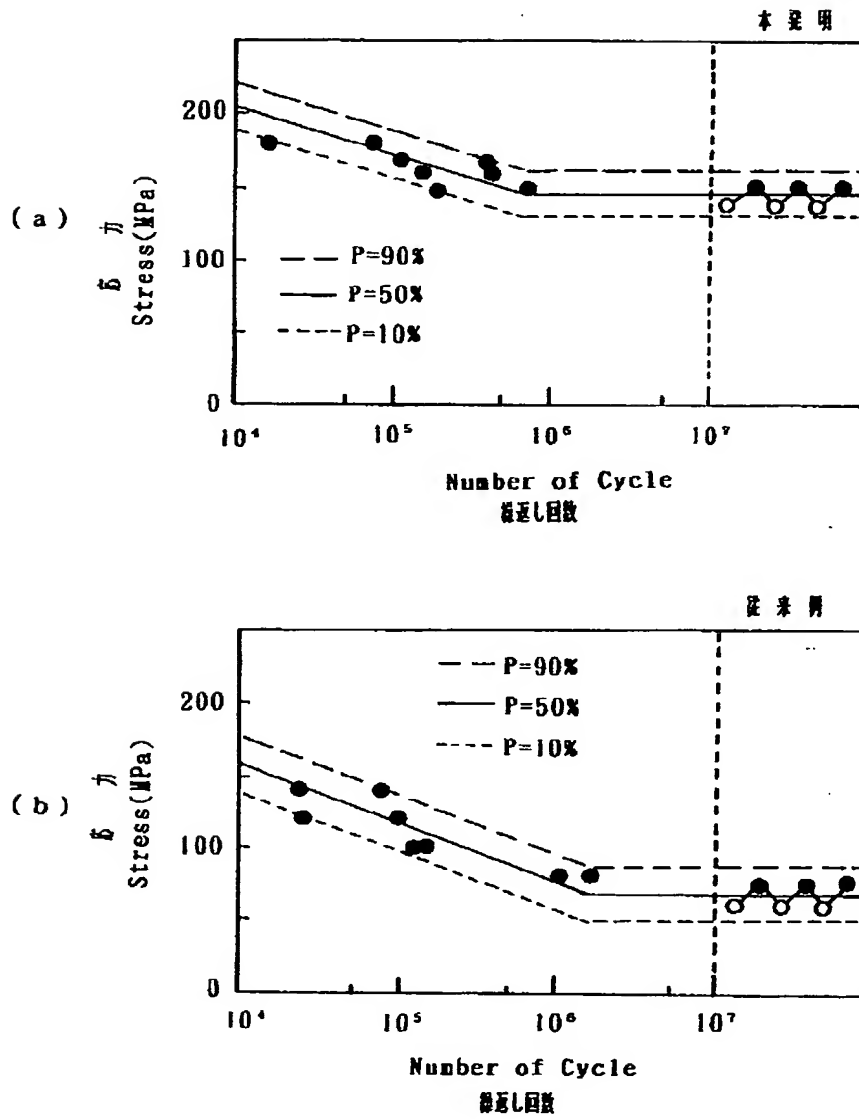 本 発 明
(a)
応 力
Stress(MPa)
200
100
0
P=90%
P=50%
P=10%
10⁴
10⁵
10⁶
10⁷
Number of Cycle
繰返し回数
従 来 例
(b)
応 力
Stress(MPa)
200
100
0
P=90%
P=50%
P=10%
10⁴
10⁵
10⁶
10⁷
Number of Cycle
繰返し回数